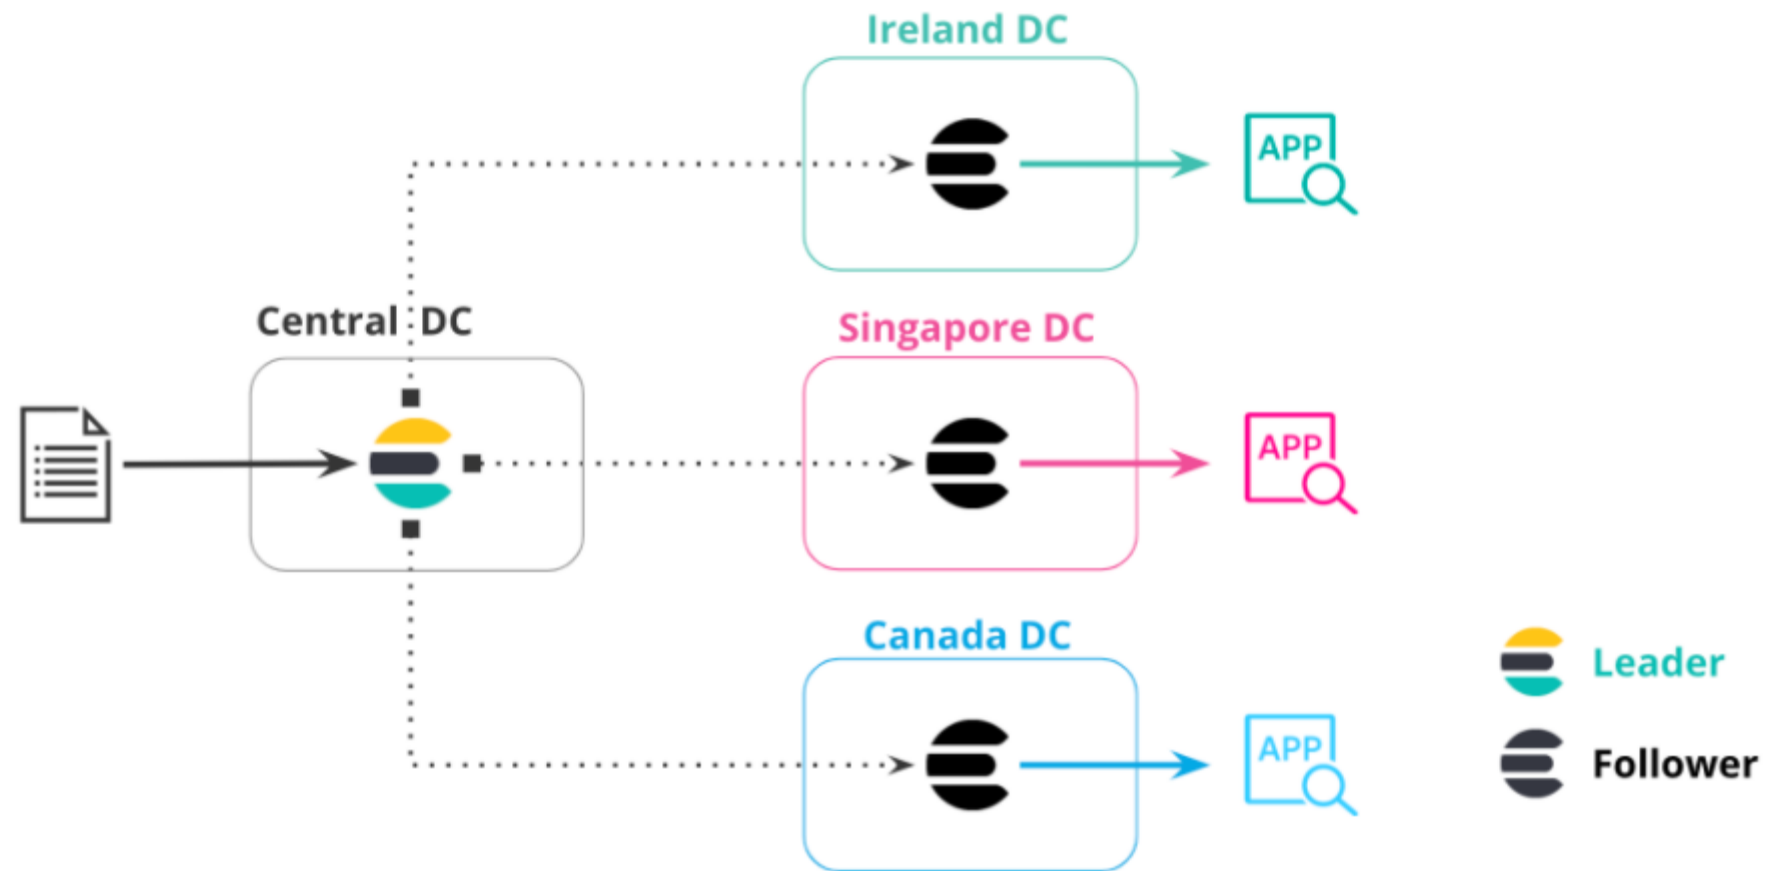 Ireland DC
APP
Central DC
Singapore DC
APP
Canada DC
APP
Leader
Follower